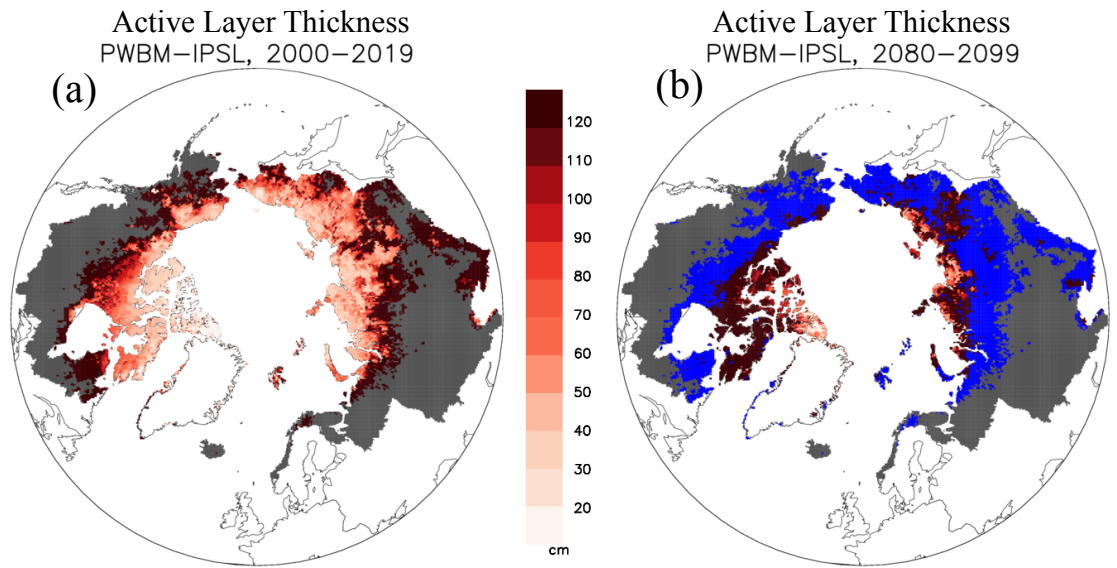 Active Layer Thickness
PWBM−IPSL, 2000−2019
(a)
120
110
100
90
80
70
60
50
40
30
20
cm
Active Layer Thickness
PWBM−IPSL, 2080−2099
(b)